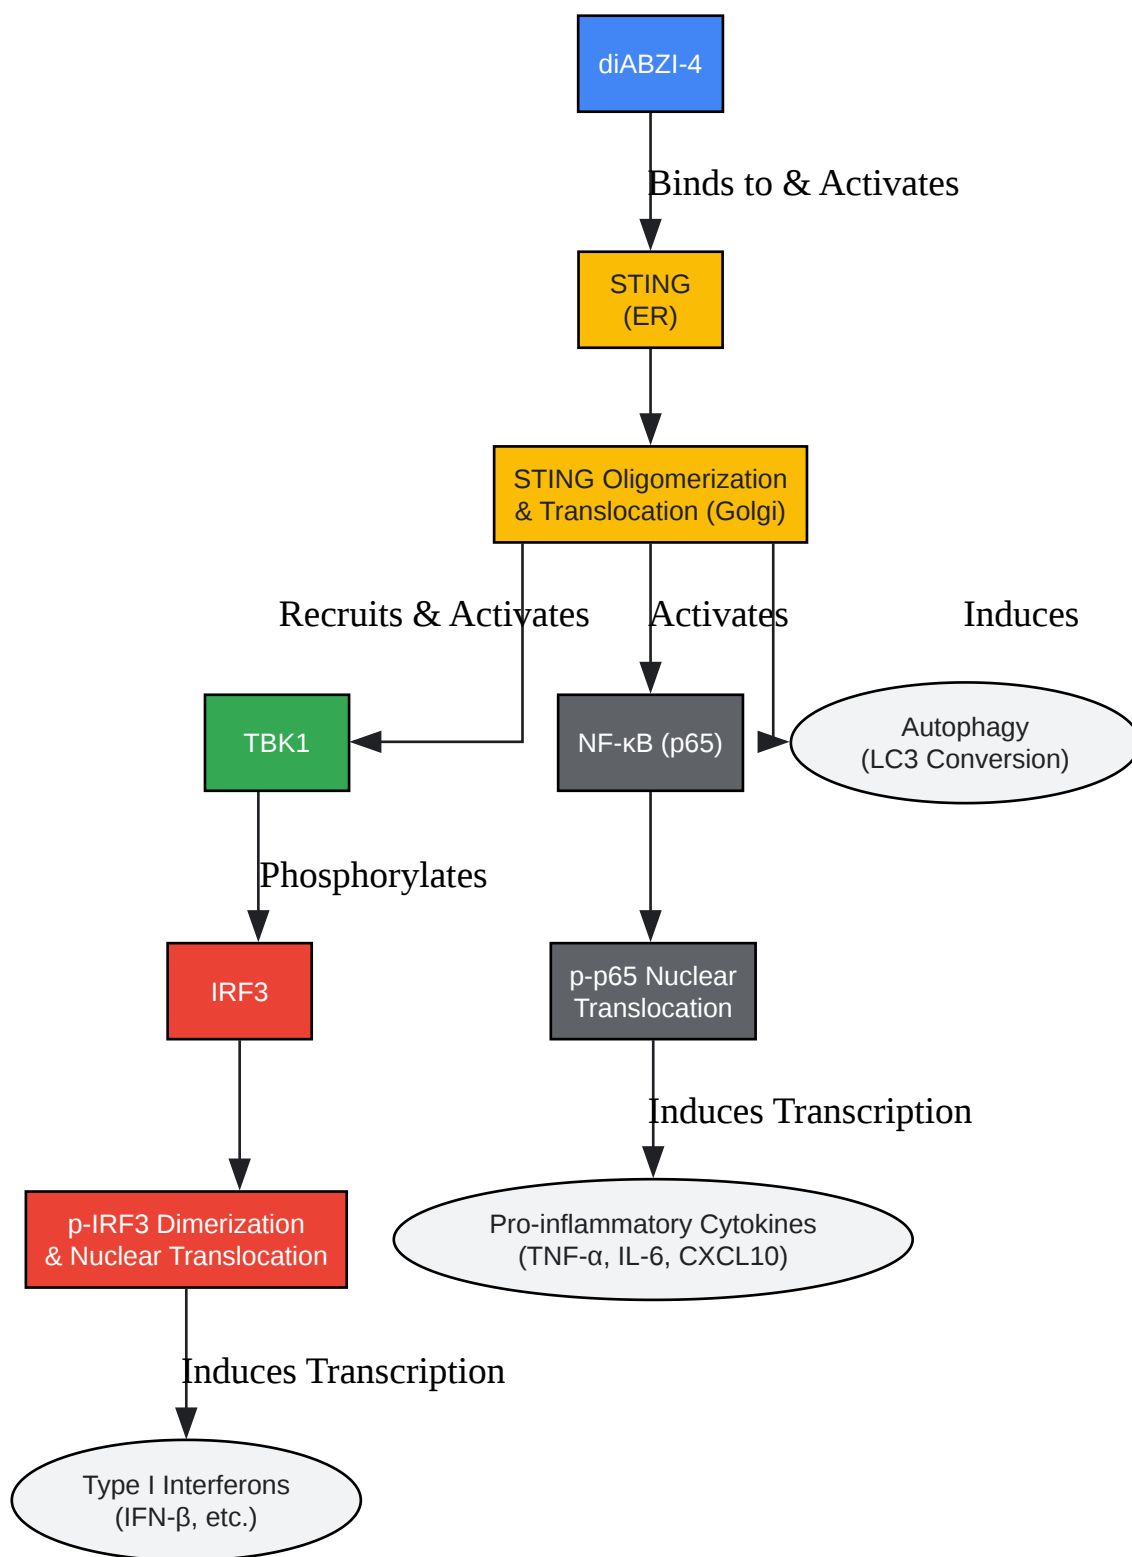 diABZI-4
Binds to & Activates
STING
(ER)
STING Oligomerization
& Translocation (Golgi)
Recruits & Activates
Activates
Induces
TBK1
NF-κB (p65)
Autophagy
(LC3 Conversion)
Phosphorylates
IRF3
p-p65 Nuclear
Translocation
Induces Transcription
p-IRF3 Dimerization
& Nuclear Translocation
Pro-inflammatory Cytokines
(TNF-α, IL-6, CXCL10)
Induces Transcription
Type I Interferons
(IFN-β, etc.)